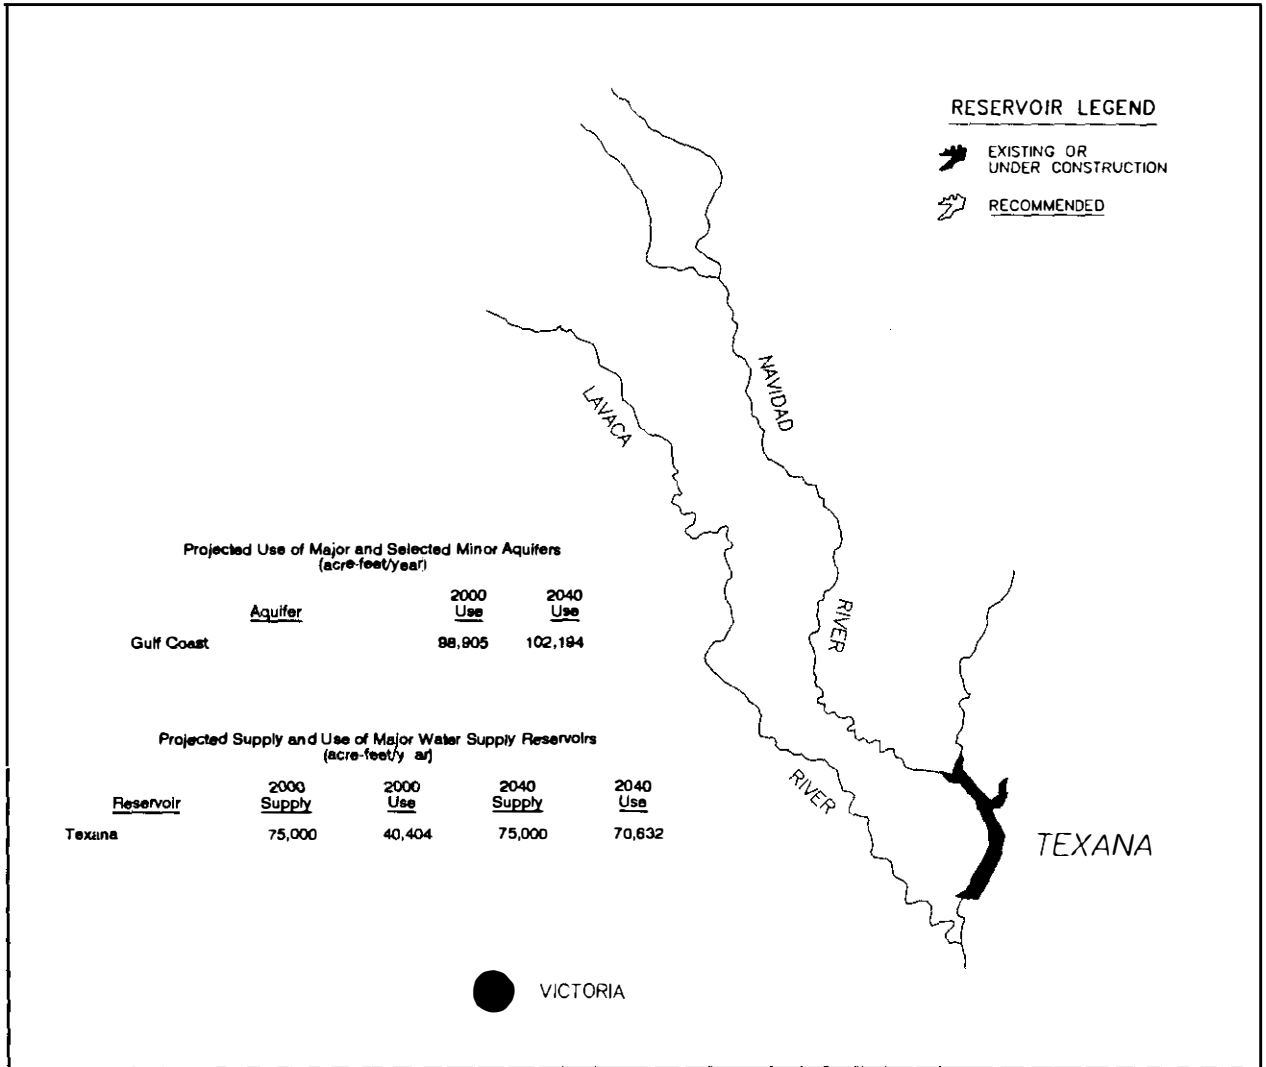 RESERVOIR LEGEND
EXISTING OR
UNDER CONSTRUCTION
RECOMMENDED
NAVIDAD
LAVACA
Projected Use of Major and Selected Minor Aquifers
(acre-feet/year)
2000 2040
Aquifer Use Use
Gulf Coast 98,905 102,194
RIVER
Projected Supply and Use of Major Water Supply Reservoirs
(acre-feet/y ar)
2000 2000 2040 2040
Reservoir Supply Use Supply Use
Texana 75,000 40,404 75,000 70,632
RIVER
TEXANA
VICTORIA